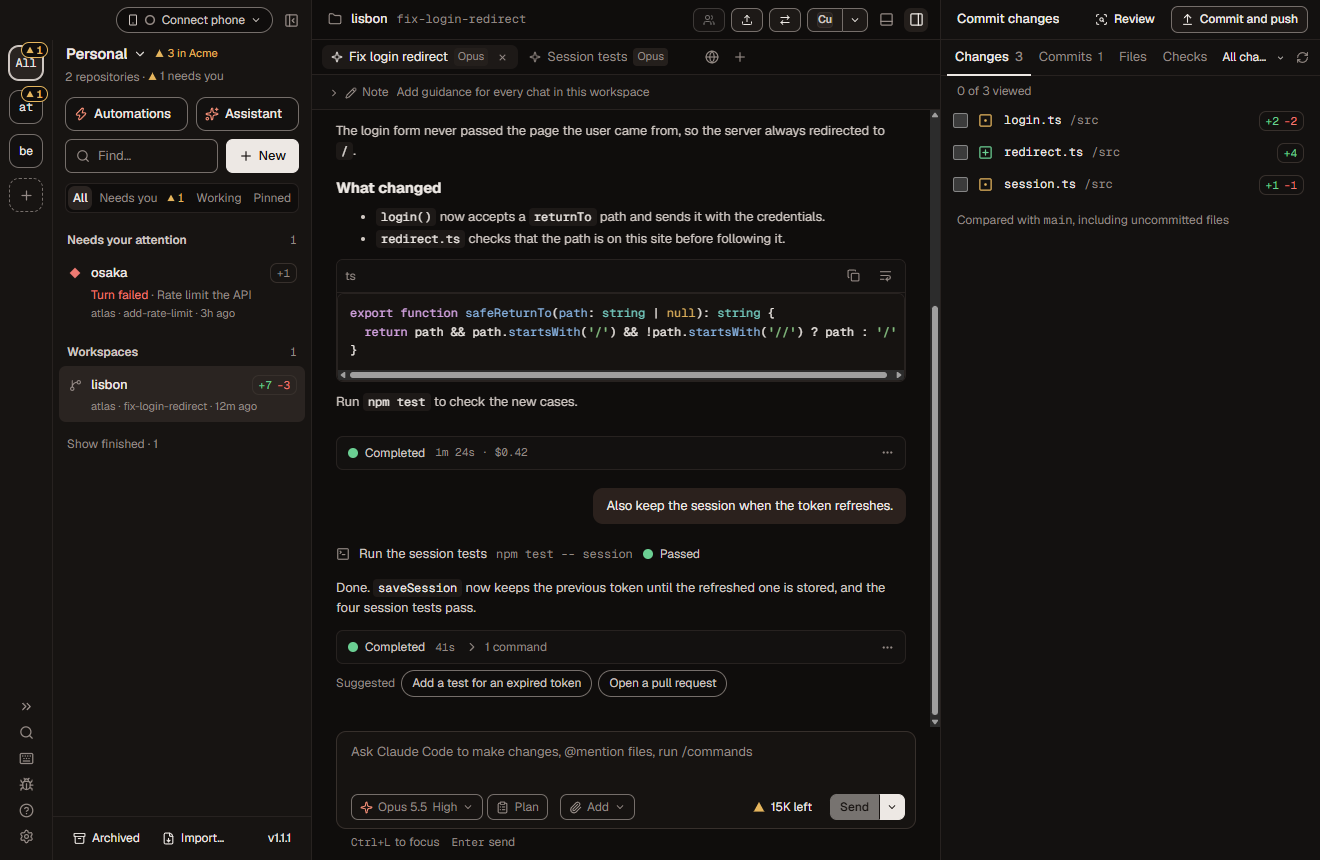 Connect phone
1
All
1
at
be
Personal
3 in Acme
2 repositories · 1 needs you
Automations
Assistant
Find...
New
All
Needs you 1
Working
Pinned
Needs your attention 1
osaka +1
Turn failed · Rate limit the API
atlas · add-rate-limit · 3h ago
Workspaces 1
lisbon +7 -3
atlas · fix-login-redirect · 12m ago
Show finished · 1
Archived
Import...
v1.1.1
lisbon fix-login-redirect
Cu
Fix login redirect Opus ×
Session tests Opus
Note Add guidance for every chat in this workspace
The login form never passed the page the user came from, so the server always redirected to
/.
What changed
• login() now accepts a returnTo path and sends it with the credentials.
• redirect.ts checks that the path is on this site before following it.
ts
export function safeReturnTo(path: string | null): string {
return path && path.startsWith('/') && !path.startsWith('//') ? path : '/'
}
Run npm test to check the new cases.
Completed 1m 24s · $0.42
Also keep the session when the token refreshes.
Run the session tests npm test -- session Passed
Done. saveSession now keeps the previous token until the refreshed one is stored, and the
four session tests pass.
Completed 41s 1 command
Suggested
Add a test for an expired token
Open a pull request
Ask Claude Code to make changes, @mention files, run /commands
Opus 5.5 High
Plan
Add
15K left
Send
Ctrl+L to focus Enter send
Commit changes
Review
Commit and push
Changes 3
Commits 1
Files
Checks
All cha...
0 of 3 viewed
login.ts /src +2 -2
redirect.ts /src +4
session.ts /src +1 -1
Compared with main, including uncommitted files